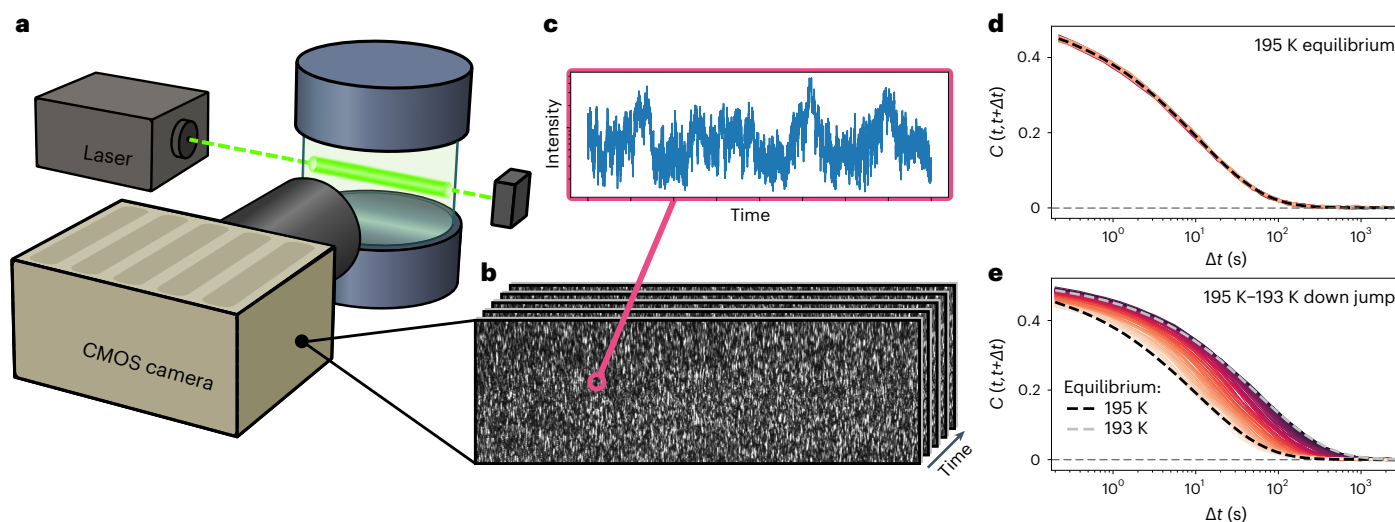 a
Laser
CMOS camera
b
Time
c
Intensity
Time
d
195 K equilibrium
C (t,t+Δt)
0.4
0.2
0
10⁰
10¹
10²
10³
Δt (s)
e
195 K–193 K down jump
C (t,t+Δt)
0.4
0.2
0
Equilibrium:
195 K
193 K
10⁰
10¹
10²
10³
Δt (s)